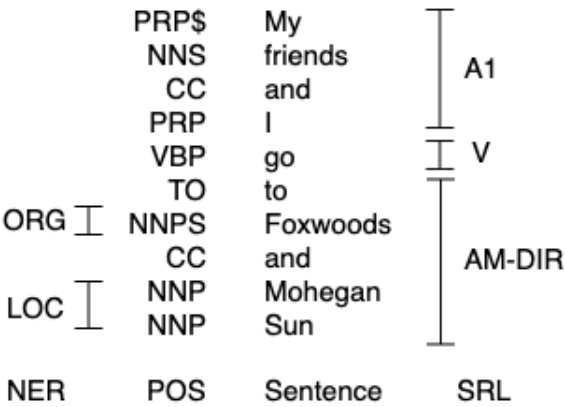 PRP$ My
NNS friends
CC and
A1
PRP I
VBP go
V
TO to
ORG NNPS Foxwoods
CC and
AM-DIR
LOC
NNP Mohegan
NNP Sun
NER POS Sentence SRL